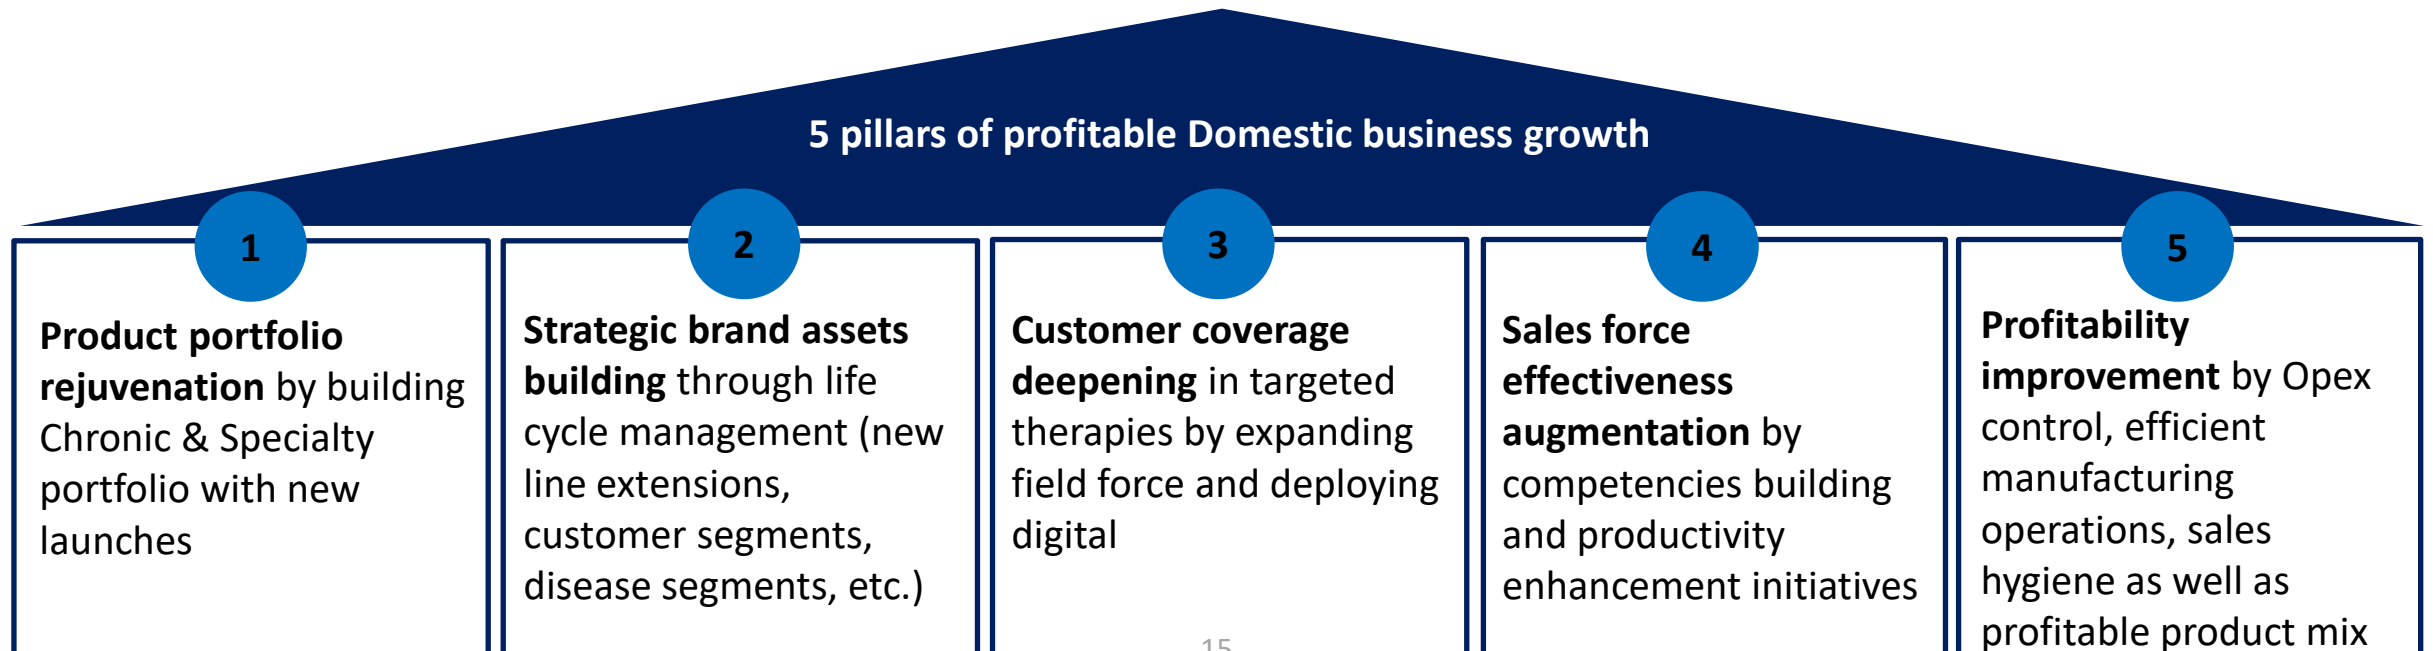 5 pillars of profitable Domestic business growth
1
Product portfolio
rejuvenation by building
Chronic & Specialty
portfolio with new
launches
2
Strategic brand assets
building through life
cycle management (new
line extensions,
customer segments,
disease segments, etc.)
3
Customer coverage
deepening in targeted
therapies by expanding
field force and deploying
digital
4
Sales force
effectiveness
augmentation by
competencies building
and productivity
enhancement initiatives
5
Profitability
improvement by Opex
control, efficient
manufacturing
operations, sales
hygiene as well as
profitable product mix
15